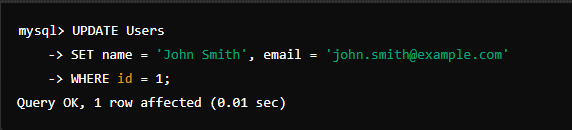 mysql> UPDATE Users
    -> SET name = 'John Smith', email = 'john.smith@example.com'
    -> WHERE id = 1;
Query OK, 1 row affected (0.01 sec)